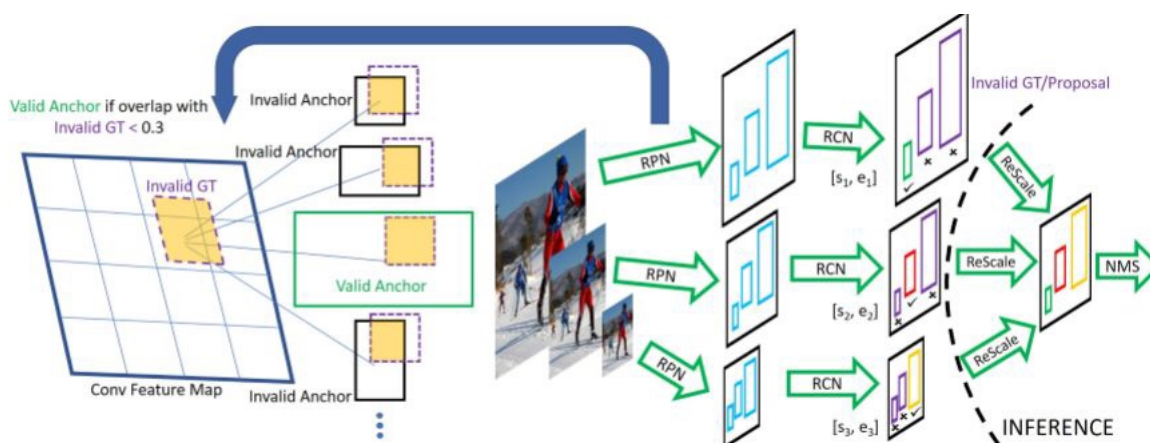 Valid Anchor if overlap with
Invalid GT < 0.3
Invalid GT
Conv Feature Map
Invalid Anchor
Invalid Anchor
Valid Anchor
Invalid Anchor
RPN
RCN
[s₁, e₁]
RPN
RCN
[s₂, e₂]
RPN
RCN
[s₃, e₃]
Invalid GT/Proposal
ReScale
ReScale
ReScale
NMS
INFERENCE